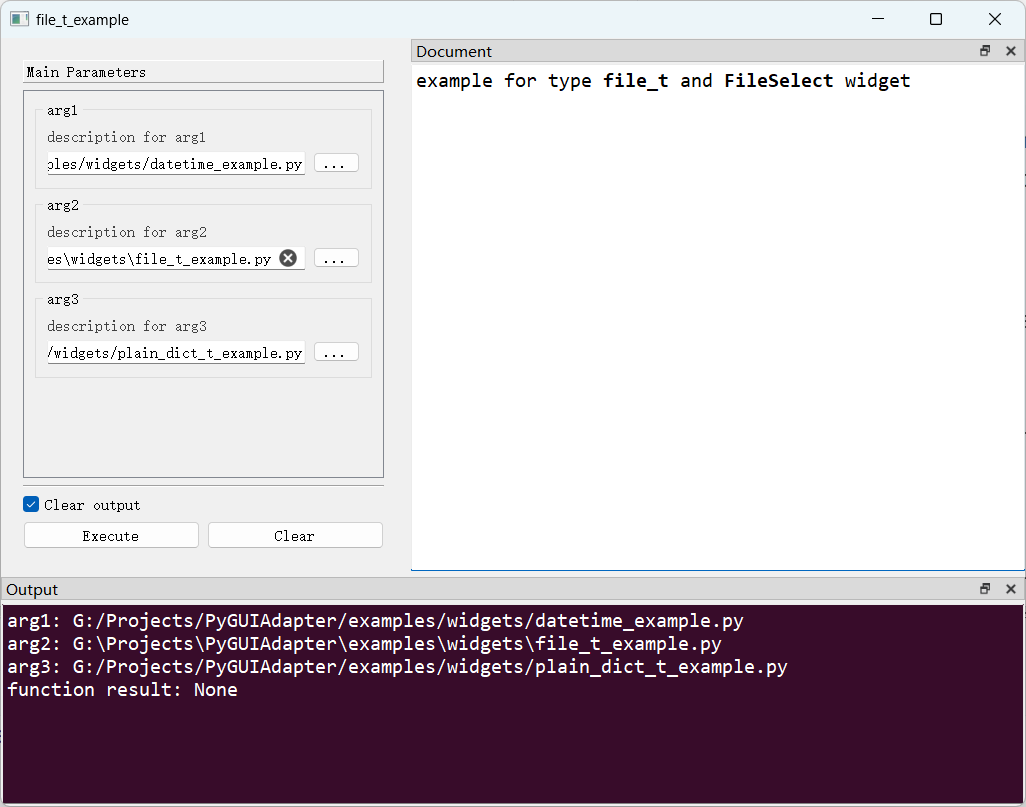 file_t_example
Main Parameters
arg1
description for arg1
ples/widgets/datetime_example.py ...
arg2
description for arg2
es\widgets\file_t_example.py ...
arg3
description for arg3
/widgets/plain_dict_t_example.py ...
Clear output
Execute Clear
Document
example for type file_t and FileSelect widget
Output
arg1: G:/Projects/PyGUIAdapter/examples/widgets/datetime_example.py
arg2: G:\Projects\PyGUIAdapter\examples\widgets\file_t_example.py
arg3: G:/Projects/PyGUIAdapter/examples/widgets/plain_dict_t_example.py
function result: None